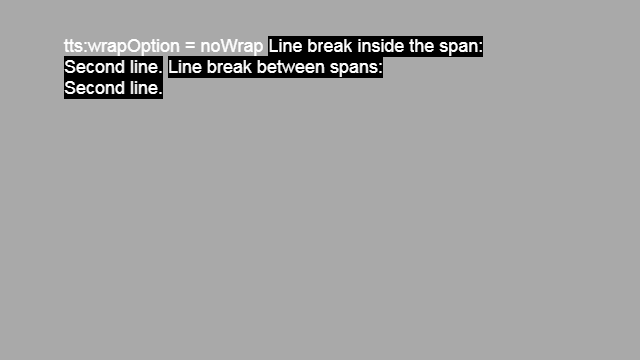 tts:wrapOption = noWrap Line break inside the span:
Second line. Line break between spans:
Second line.